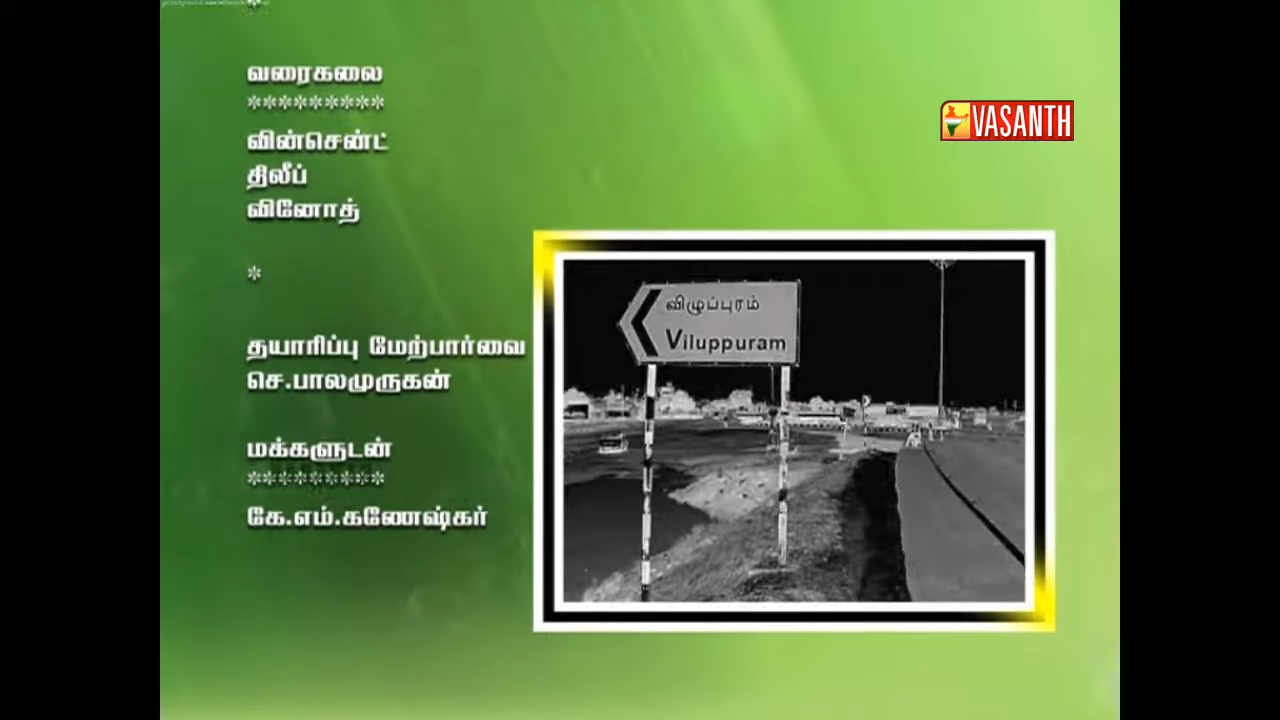 வரைகலை
*********
வின்சென்ட்
திலீப்
வினோத்
*
தயாரிப்பு மேற்பார்வை
செ.பாலமுருகன்
மக்களுடன்
*********
கே.எம்.கணேஷ்கர்
VASANTH
விழுப்புரம்
Viluppuram